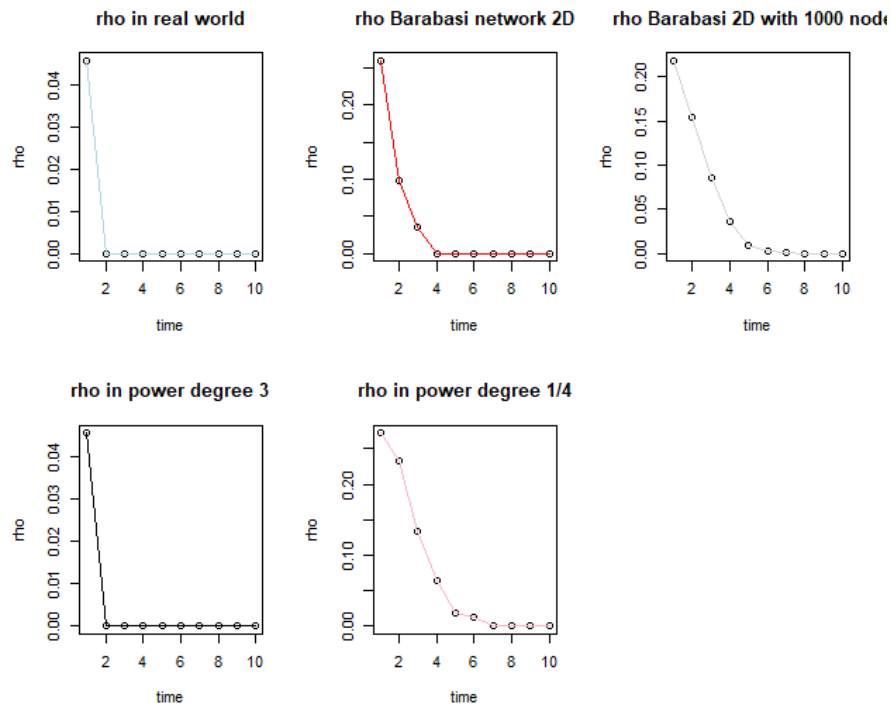 rho in real world
rho
0.00 0.01 0.02 0.03 0.04
2 4 6 8 10
time
rho Barabasi network 2D
rho
0.00 0.10 0.20
2 4 6 8 10
time
rho Barabasi 2D with 1000 node
rho
0.00 0.05 0.10 0.15 0.20
2 4 6 8 10
time
rho in power degree 3
rho
0.00 0.01 0.02 0.03 0.04
2 4 6 8 10
time
rho in power degree 1/4
rho
0.00 0.10 0.20
2 4 6 8 10
time